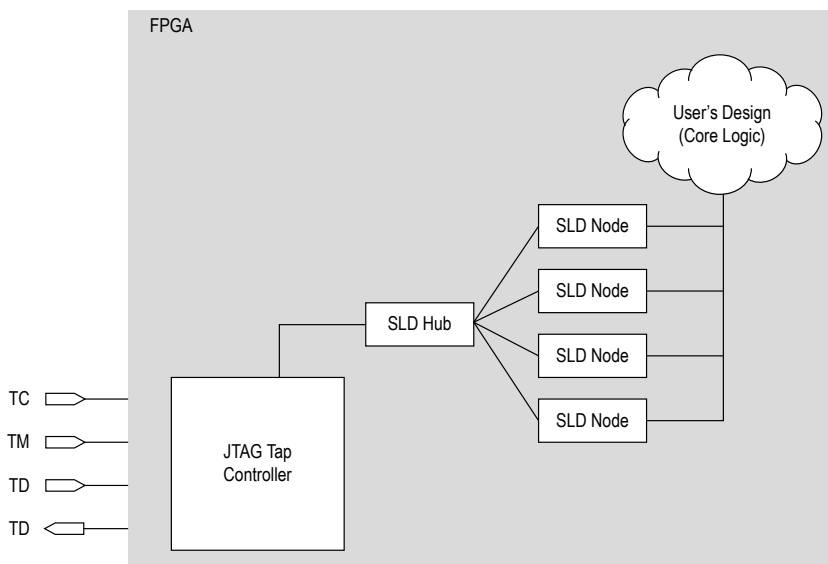 FPGA
User's Design
(Core Logic)
SLD Node
SLD Node
SLD Hub
SLD Node
SLD Node
JTAG Tap
Controller
TC
TM
TD
TD